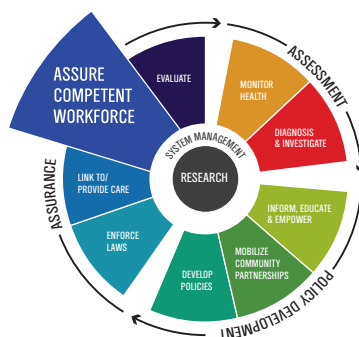 ASSURE
COMPETENT
WORKFORCE
EVALUATE
MONITOR
HEALTH
ASSESSMENT
DIAGNOSIS
& INVESTIGATE
SYSTEM MANAGEMENT
RESEARCH
LINK TO/
PROVIDE CARE
ASSURANCE
ENFORCE
LAWS
INFORM, EDUCATE
& EMPOWER
MOBILIZE
COMMUNITY
PARTNERSHIPS
DEVELOP
POLICIES
POLICY DEVELOPMENT